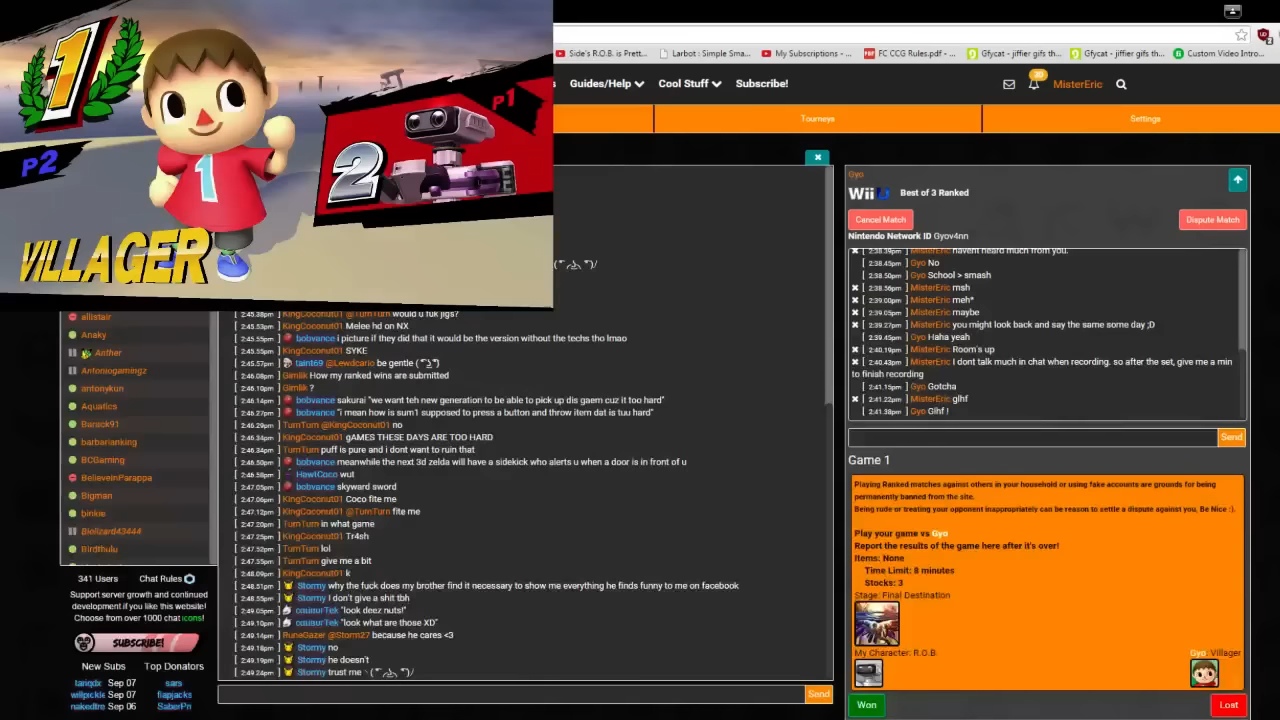 1
P2
VILLAGER
P1
2
Side's R.O.B. is Prett...
Larbot : Simple Sma...
My Subscriptions - ...
FC CCG Rules.pdf - ...
Gfycat - jiffier gifs th...
Gfycat - jiffier gifs th...
Custom Video Intro...
Guides/Help
Cool Stuff
Subscribe!
MisterEric
Tourneys
Settings
allistair
Anaky
Anther
Antoniogamingz
antonykun
Aquatics
Barack91
barbarianking
BCGaming
BelieveInParappa
Bigman
binkie
Biolizard43444
Birdthulu
341 Users
Chat Rules
Support server growth and continued
development if you like this website!
Choose from over 1000 chat icons!
SUBSCRIBE!
New Subs
Top Donators
tariqdx Sep 07
sars
willpickle Sep 07
flapjacks
nakedtre Sep 06
SaberPn
[ 2:45.38pm ] KingCoconut01 @TumTum would u fuk jigs?
[ 2:45.53pm ] KingCoconut01 Melee hd on NX
[ 2:45.55pm ] bobvance i picture if they did that it would be the version without the techs tho lmao
[ 2:45.55pm ] KingCoconut01 SYKE
[ 2:45.57pm ] taint69 @Lewdcario be gentle ( ͡° ͜ʖ ͡°)
[ 2:46.08pm ] Gimlik How my ranked wins are submitted
[ 2:46.10pm ] Gimlik ?
[ 2:46.14pm ] bobvance sakurai "we want teh new generation to be able to pick up dis gaem cuz it too hard"
[ 2:46.27pm ] bobvance "i mean how is sum1 supposed to press a button and throw item dat is tuu hard"
[ 2:46.29pm ] TumTum @KingCoconut01 no
[ 2:46.34pm ] KingCoconut01 gAMES THESE DAYS ARE TOO HARD
[ 2:46.34pm ] TumTum puff is pure and i dont want to ruin that
[ 2:46.50pm ] bobvance meanwhile the next 3d zelda will have a sidekick who alerts u when a door is in front of u
[ 2:46.58pm ] HawtCoco wut
[ 2:47.05pm ] bobvance skyward sword
[ 2:47.06pm ] KingCoconut01 Coco fite me
[ 2:47.12pm ] KingCoconut01 @TumTum fite me
[ 2:47.20pm ] TumTum in what game
[ 2:47.25pm ] KingCoconut01 Tr4sh
[ 2:47.32pm ] TumTum lol
[ 2:47.35pm ] TumTum give me a bit
[ 2:48.09pm ] KingCoconut01 k
[ 2:48.51pm ] Stormy why the fuck does my brother find it necessary to show me everything he finds funny to me on facebook
[ 2:48.55pm ] Stormy I don't give a shit tbh
[ 2:49.05pm ] "look deez nuts!"
[ 2:49.10pm ] "look what are those XD"
[ 2:49.14pm ] RuneGazer @Storm27 because he cares <3
[ 2:49.18pm ] Stormy no
[ 2:49.19pm ] Stormy he doesn't
[ 2:49.24pm ] Stormy trust me ヽ( ͡° ͜ʖ ͡°)/
Send
Gyo
Wii U Best of 3 Ranked
Cancel Match
Dispute Match
Nintendo Network ID Gyov4nn
[ 2:38.39pm ] MisterEric havent heard much from you.
[ 2:38.45pm ] Gyo No
[ 2:38.50pm ] Gyo School > smash
[ 2:38.56pm ] MisterEric msh
[ 2:39.00pm ] MisterEric meh*
[ 2:39.05pm ] MisterEric maybe
[ 2:39.27pm ] MisterEric you might look back and say the same some day ;D
[ 2:39.45pm ] Gyo Haha yeah
[ 2:40.19pm ] MisterEric Room's up
[ 2:40.43pm ] MisterEric I dont talk much in chat when recording. so after the set, give me a min
to finish recording
[ 2:41.15pm ] Gyo Gotcha
[ 2:41.22pm ] MisterEric glhf
[ 2:41.38pm ] Gyo Glhf !
Send
Game 1
Playing Ranked matches against others in your household or using fake accounts are grounds for being
permanently banned from the site.
Being rude or treating your opponent inappropriately can be reason to settle a dispute against you, Be Nice :).
Play your game vs Gyo
Report the results of the game here after it's over!
Items: None
Time Limit: 8 minutes
Stocks: 3
Stage: Final Destination
My Character: R.O.B.
Gyo: Villager
Won
Lost